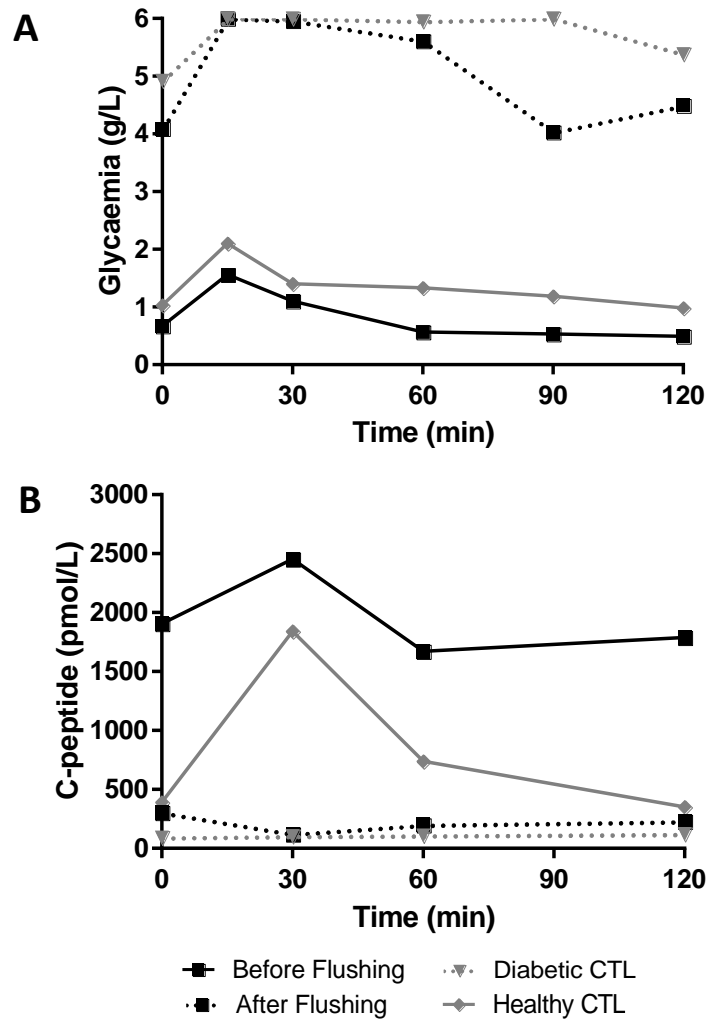 A
Glycaemia (g/L)
6
5
4
3
2
1
0
0 30 60 90 120
Time (min)
B
C-peptide (pmol/L)
3000
2500
2000
1500
1000
500
0
0 30 60 90 120
Time (min)
Before Flushing Diabetic CTL
After Flushing Healthy CTL